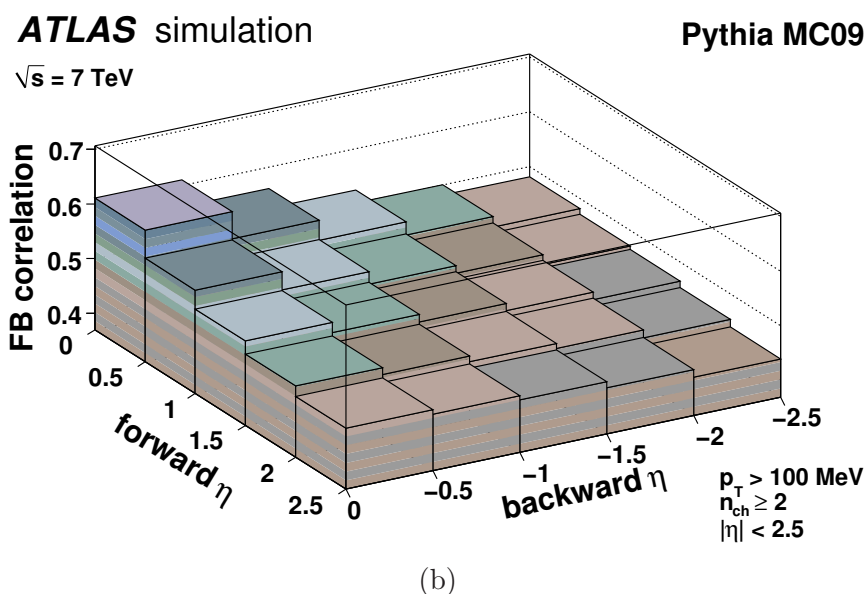 ATLAS simulation
Pythia MC09
√s = 7 TeV
FB correlation
0.7
0.6
0.5
0.4
0
0.5
1
1.5
2
2.5
forward η
0
−0.5
−1
−1.5
−2
−2.5
backward η
p_T > 100 MeV
n_ch ≥ 2
|η| < 2.5
(b)